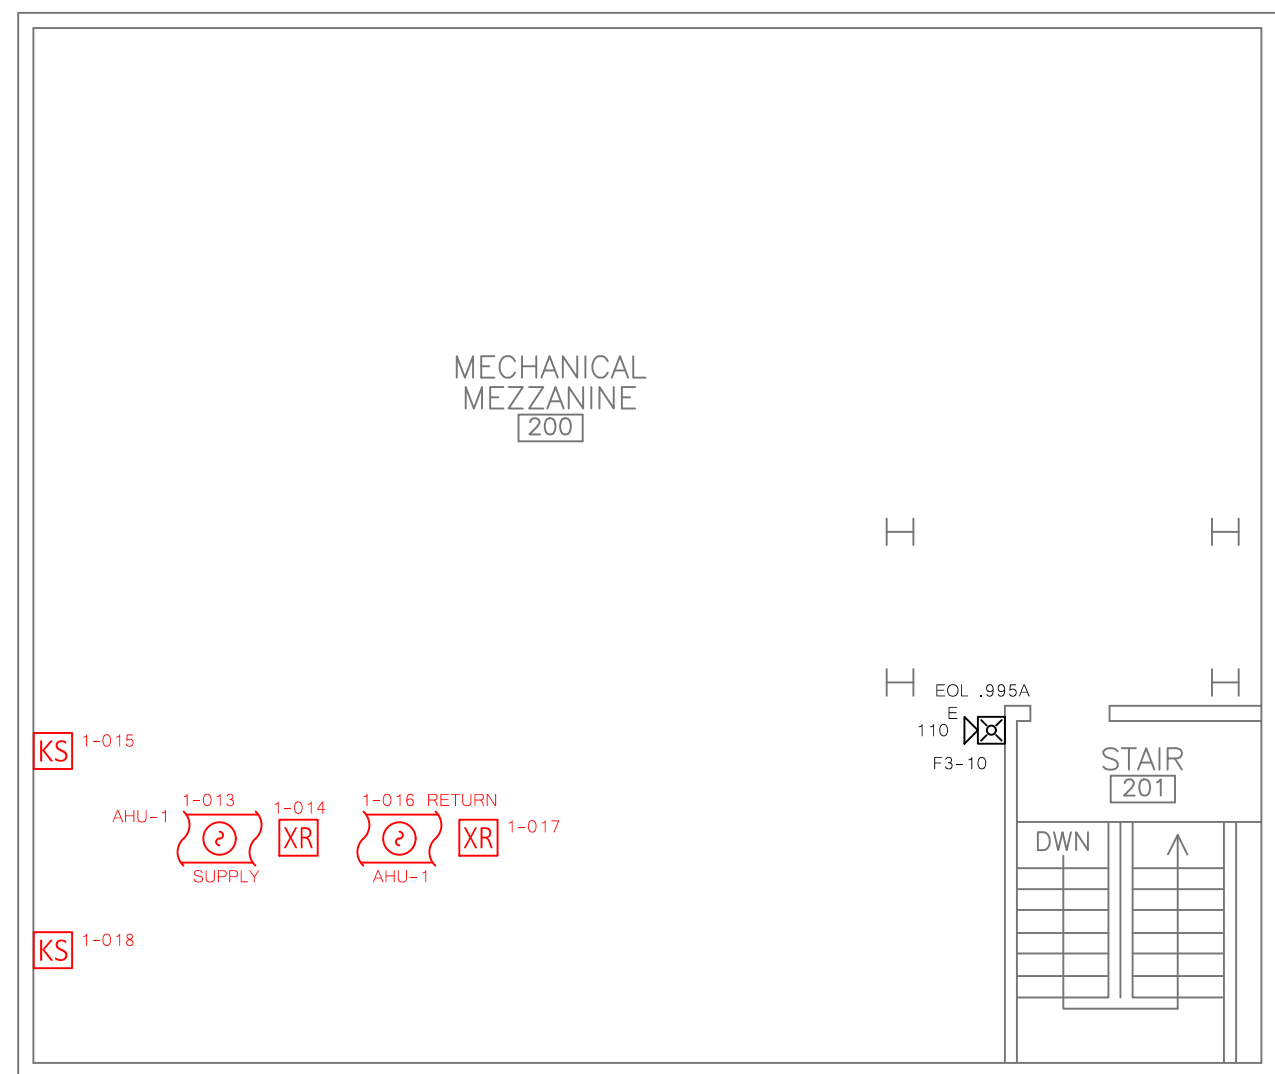 MECHANICAL
MEZZANINE
200
EOL .995A
E
110
F3-10
STAIR
201
DWN
KS 1-015
1-013
AHU-1
SUPPLY
1-014
XR
1-016 RETURN
AHU-1
XR 1-017
KS 1-018